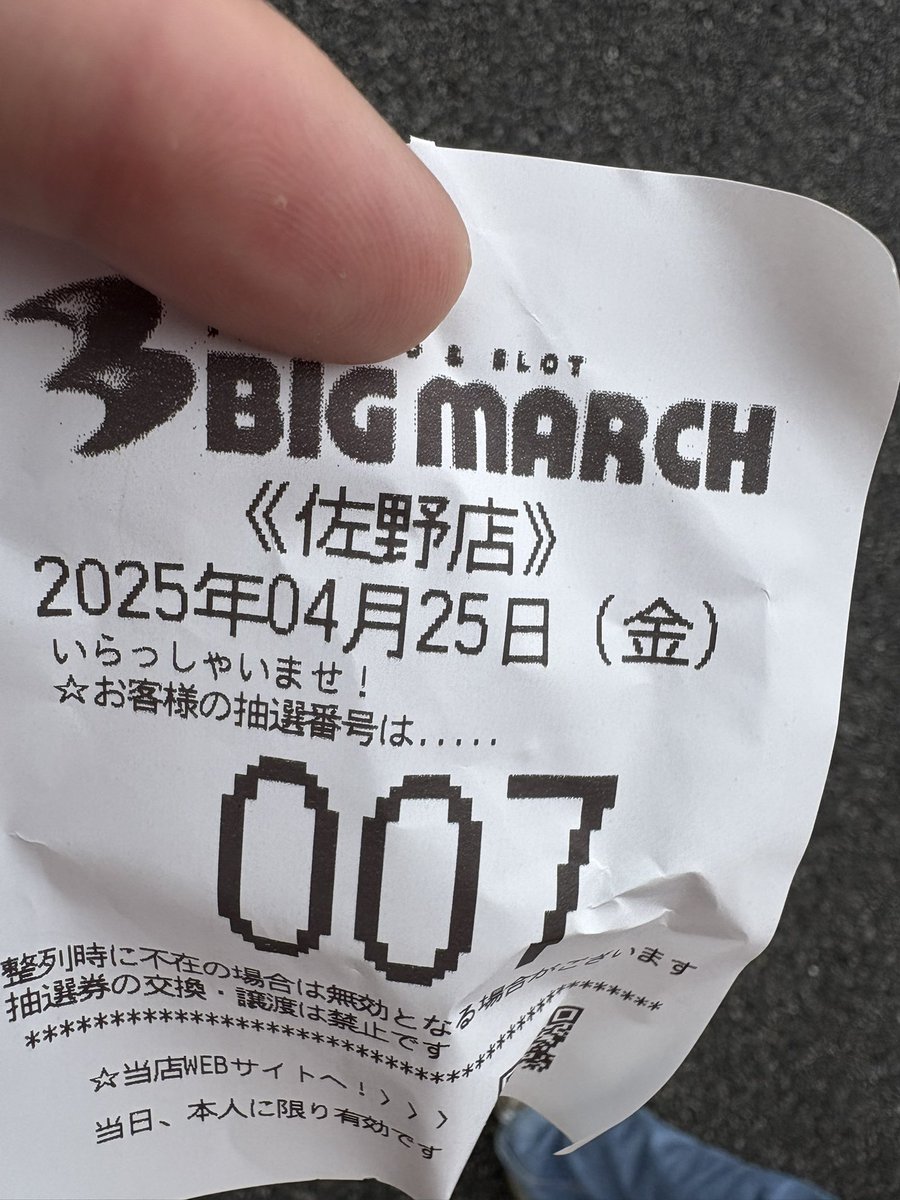 & SLOT
BIG MARCH
《佐野店》
2025年04月25日（金）
いらっしゃいませ！
☆お客様の抽選番号は.....
007
整列時に不在の場合は無効となる場合がございます
抽選券の交換・譲渡は禁止です
****************************************
☆当店WEBサイトへ！＞＞＞
当日、本人に限り有効です